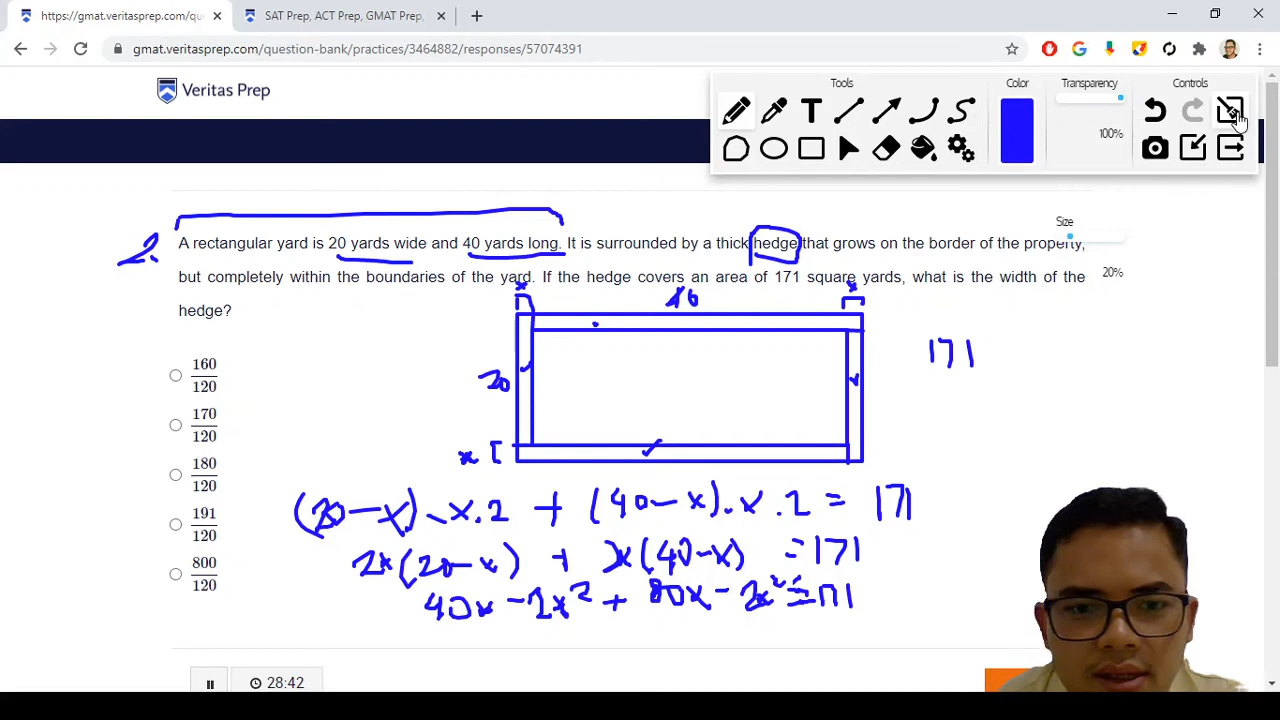 https://gmat.veritasprep.com/qu
SAT Prep, ACT Prep, GMAT Prep,
gmat.veritasprep.com/question-bank/practices/3464882/responses/57074391
Veritas Prep
Tools
Color
Transparency
Controls
100%
Size
20%
2.
A rectangular yard is 20 yards wide and 40 yards long. It is surrounded by a thick hedge that grows on the border of the property,
but completely within the boundaries of the yard. If the hedge covers an area of 171 square yards, what is the width of the
hedge?
x
40
x
20
171
x
160/120
170/120
180/120
191/120
800/120
(20-x).x.2 + (40-x).x.2 = 171
2x(20-x) + 2x(40-x) = 171
40x-2x² + 80x-2x² = 171
28:42